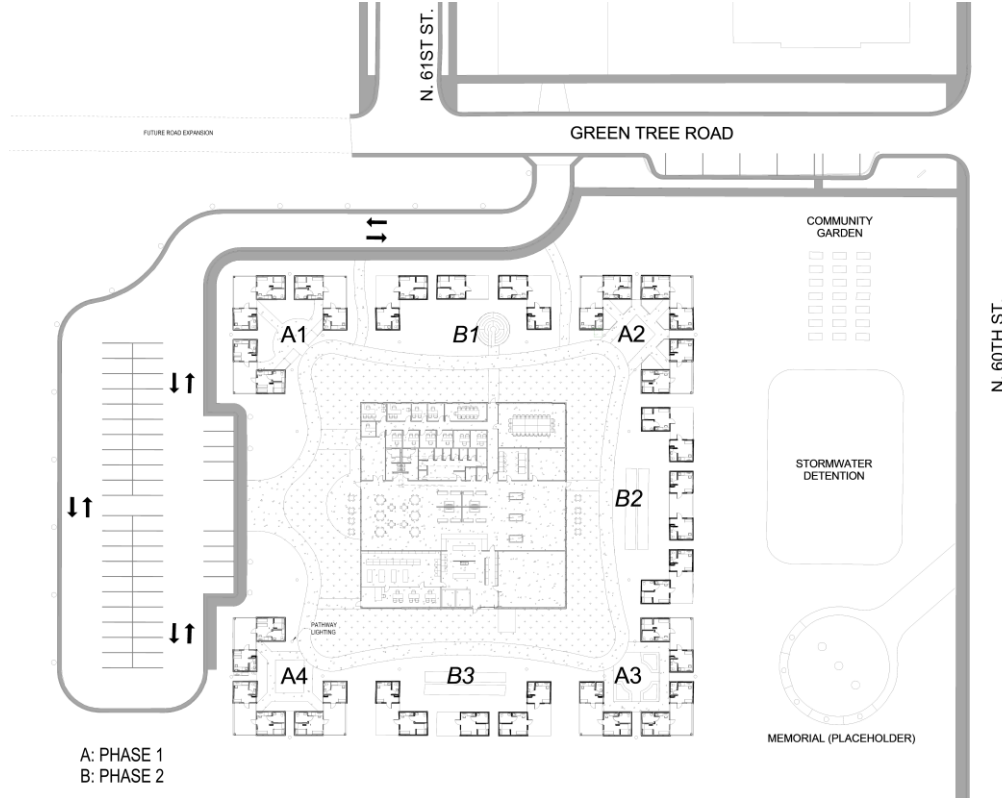 N. 61ST ST.
FUTURE ROAD EXPANSION
GREEN TREE ROAD
COMMUNITY
GARDEN
N. 60TH ST.
A1
B1
A2
B2
STORMWATER
DETENTION
PATHWAY
LIGHTING
A4
B3
A3
MEMORIAL (PLACEHOLDER)
A: PHASE 1
B: PHASE 2